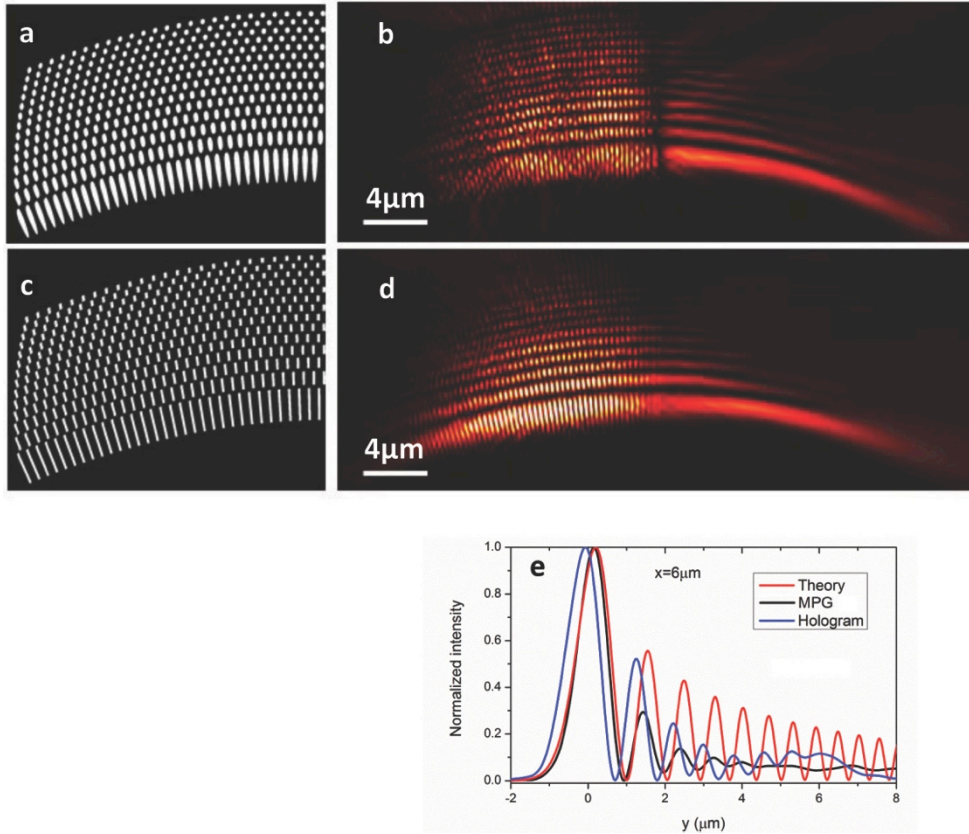 a
b
4μm
c
d
4μm
e
x=6μm
Theory
MPG
Hologram
Normalized intensity
1.0
0.8
0.6
0.4
0.2
0.0
-2
0
2
4
6
8
y (μm)